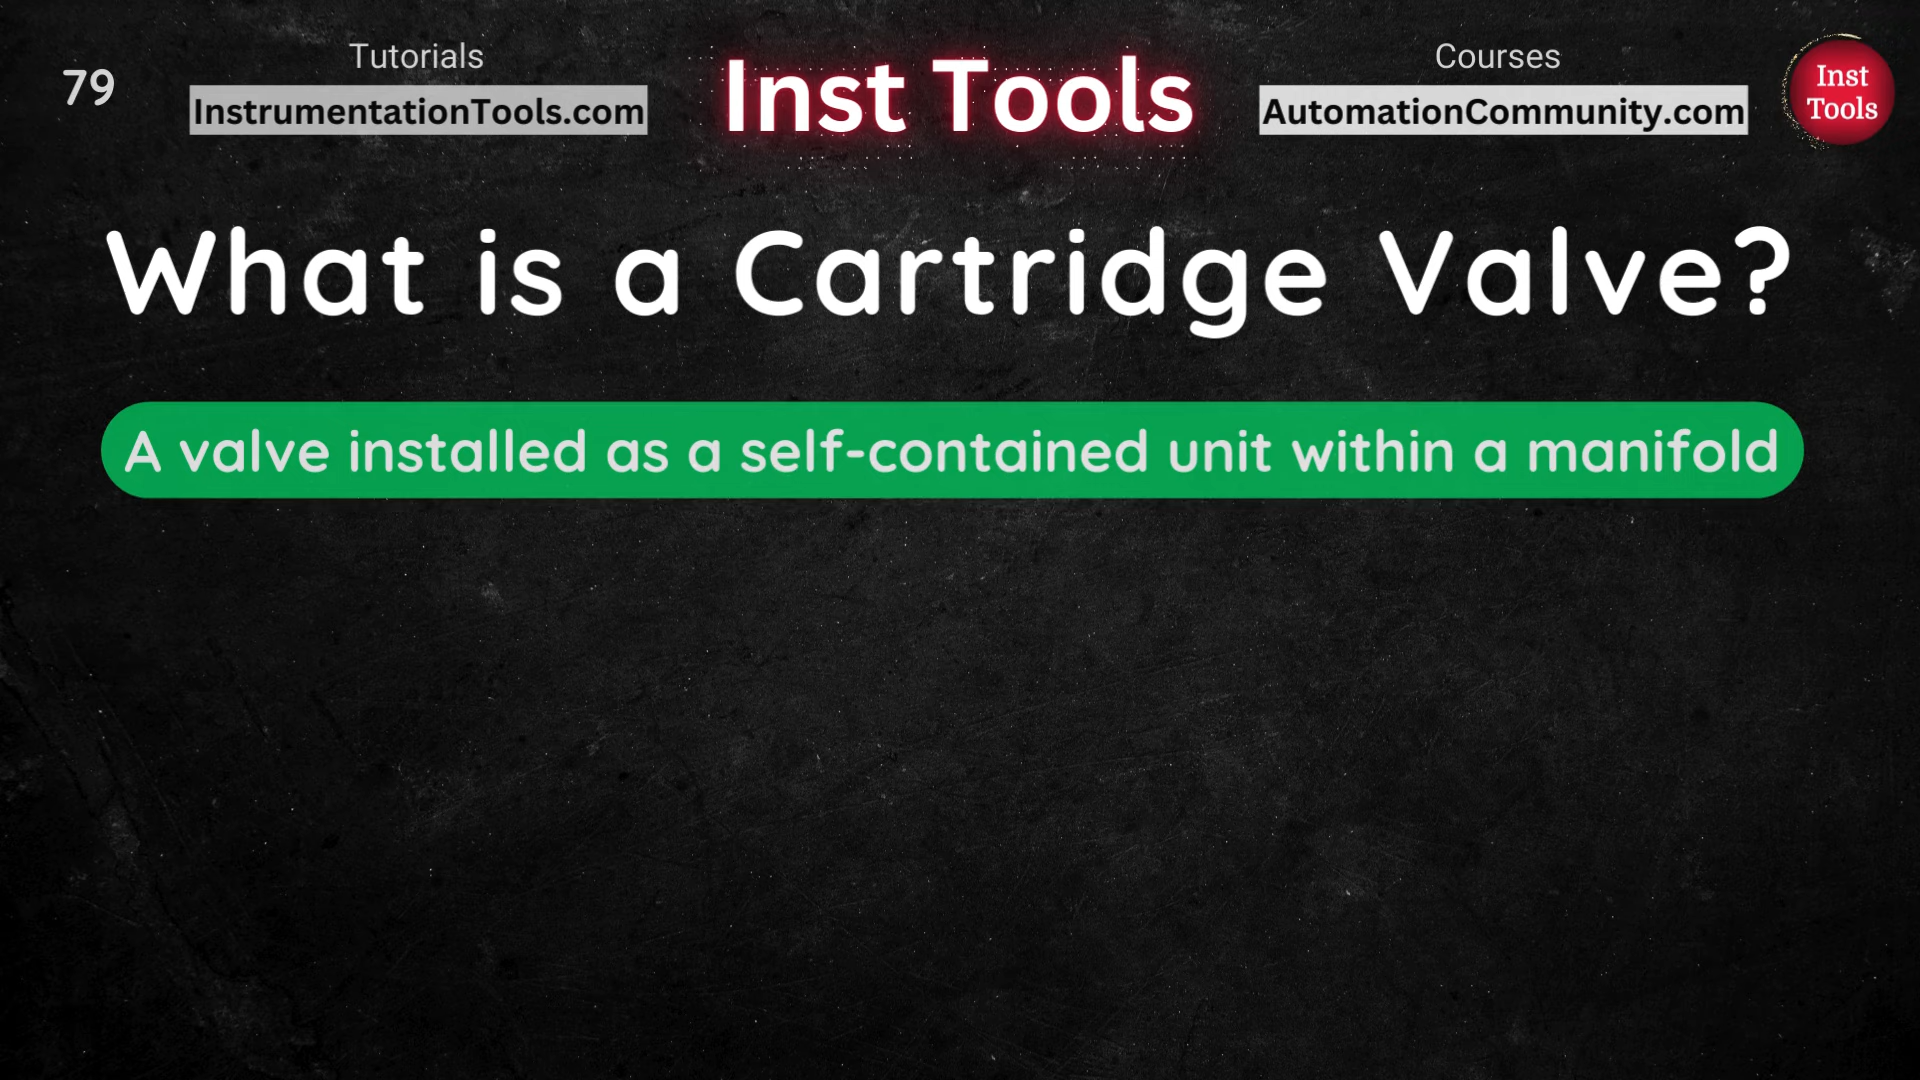 79
Tutorials
InstrumentationTools.com
Inst Tools
Courses
AutomationCommunity.com
Inst
Tools
What is a Cartridge Valve?
A valve installed as a self-contained unit within a manifold